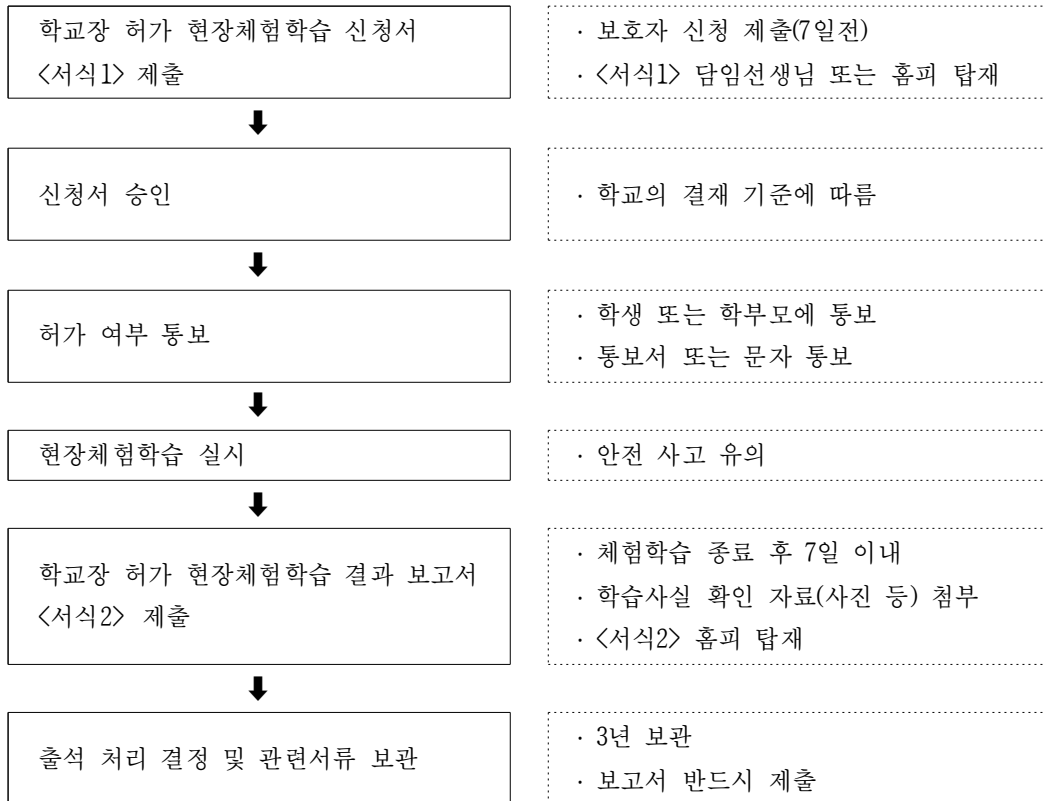 학교장 허가 현장체험학습 신청서
<서식1> 제출
· 보호자 신청 제출(7일전)
· <서식1> 담임선생님 또는 홈피 탑재
신청서 승인
· 학교의 결재 기준에 따름
허가 여부 통보
· 학생 또는 학부모에 통보
· 통보서 또는 문자 통보
현장체험학습 실시
· 안전 사고 유의
학교장 허가 현장체험학습 결과 보고서
<서식2> 제출
· 체험학습 종료 후 7일 이내
· 학습사실 확인 자료(사진 등) 첨부
· <서식2> 홈피 탑재
출석 처리 결정 및 관련서류 보관
· 3년 보관
· 보고서 반드시 제출